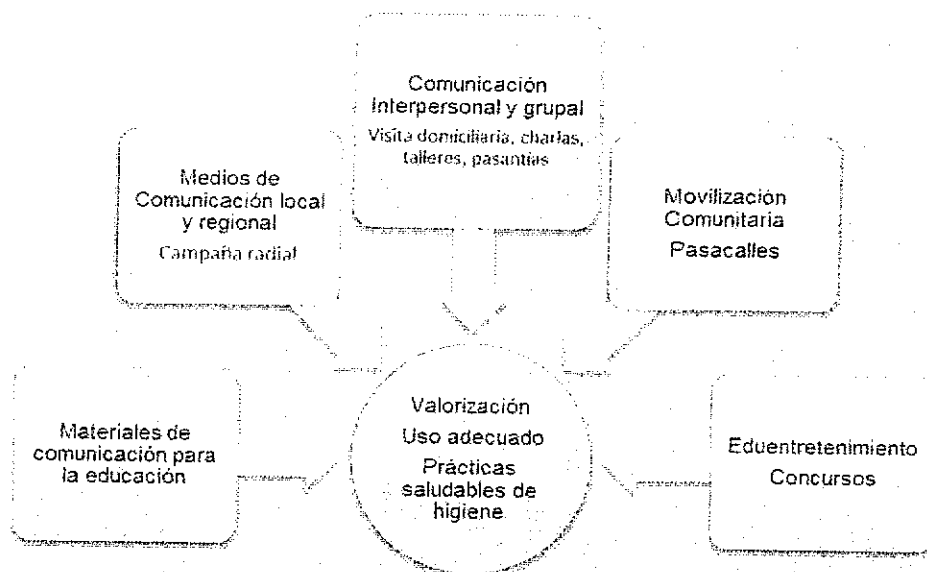 Comunicación
Interpersonal y grupal
Visita domiciliaria, charlas,
talleres, pasantías
Medios de
Comunicación local
y regional
Campaña radial
Movilización
Comunitaria
Pasacalles
Materiales de
comunicación para
la educación
Valorización
Uso adecuado
Prácticas
saludables de
higiene
Eduentretenimiento
Concursos